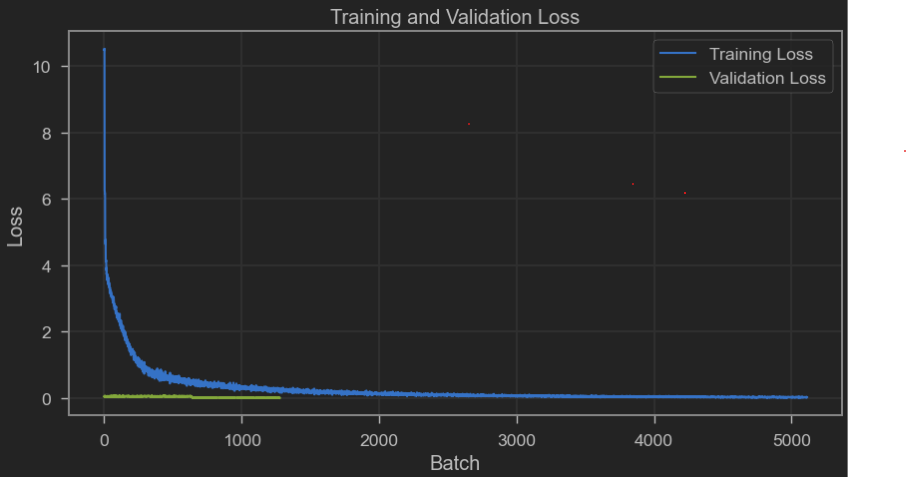 Training and Validation Loss
Training Loss
Validation Loss
10
8
6
4
2
0
Loss
0 1000 2000 3000 4000 5000
Batch